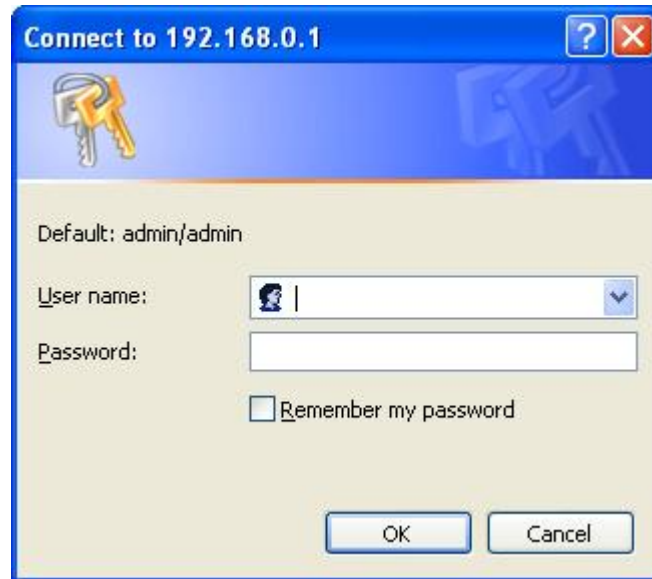 Connect to 192.168.0.1
Default: admin/admin
User name:
Password:
Remember my password
OK Cancel